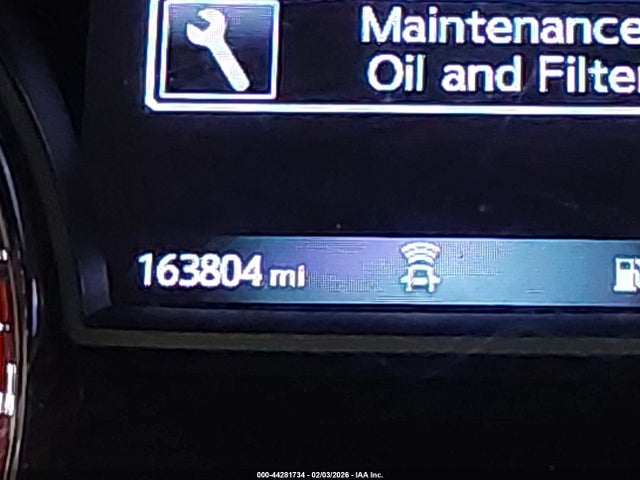 Maintenance
Oil and Filter
163804 mi
000-44281734 - 02/03/2026 - IAA Inc.